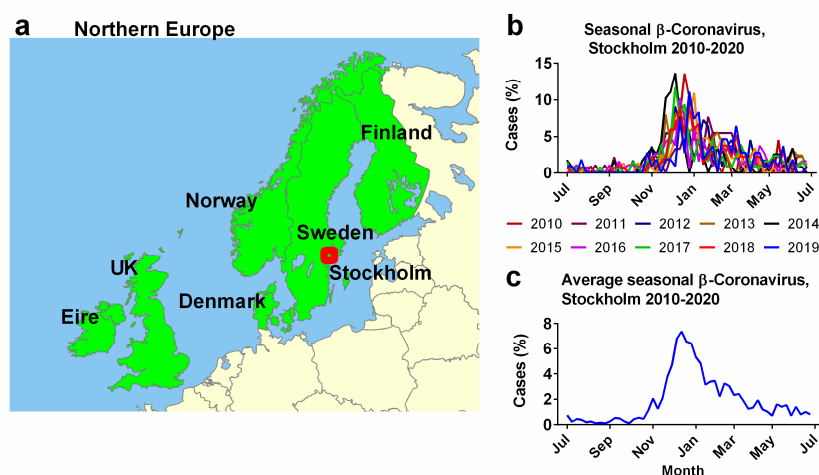 a
Northern Europe
Finland
Norway
Sweden
UK
Stockholm
Denmark
Eire
b
Seasonal β-Coronavirus,
Stockholm 2010-2020
Cases (%)
15
10
5
0
Jul Sep Nov Jan Mar May Jul
2010 2011 2012 2013 2014
2015 2016 2017 2018 2019
c
Average seasonal β-Coronavirus,
Stockholm 2010-2020
Cases (%)
8
6
4
2
0
Jul Sep Nov Jan Mar May Jul
Month